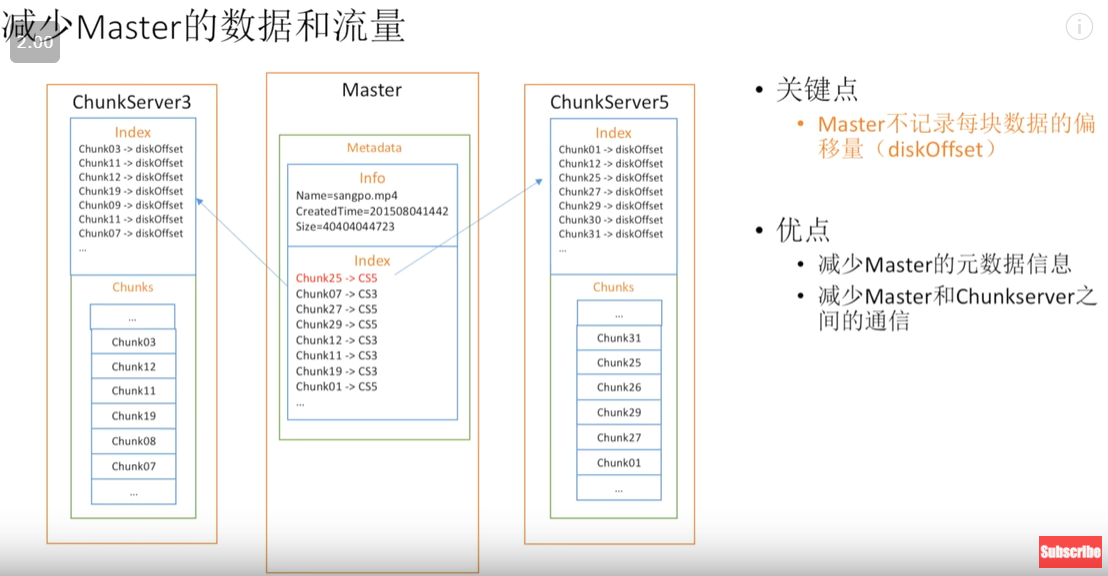 减少Master的数据和流量
2.00
ChunkServer3
Index
Chunk03 -> diskOffset
Chunk11 -> diskOffset
Chunk12 -> diskOffset
Chunk19 -> diskOffset
Chunk09 -> diskOffset
Chunk11 -> diskOffset
Chunk07 -> diskOffset
...
Chunks
...
Chunk03
Chunk12
Chunk11
Chunk19
Chunk08
Chunk07
...
Master
Metadata
Info
Name=sangpo.mp4
CreatedTime=201508041442
Size=40404044723
Index
Chunk25 -> CS5
Chunk07 -> CS3
Chunk27 -> CS5
Chunk29 -> CS5
Chunk12 -> CS3
Chunk11 -> CS3
Chunk19 -> CS3
Chunk01 -> CS5
...
ChunkServer5
Index
Chunk01 -> diskOffset
Chunk12 -> diskOffset
Chunk25 -> diskOffset
Chunk27 -> diskOffset
Chunk29 -> diskOffset
Chunk30 -> diskOffset
Chunk31 -> diskOffset
...
Chunks
...
Chunk31
Chunk25
Chunk26
Chunk29
Chunk27
Chunk01
...
• 关键点
• Master不记录每块数据的偏
移量（diskOffset）
• 优点
• 减少Master的元数据信息
• 减少Master和Chunkserver之
间的通信
Subscribe